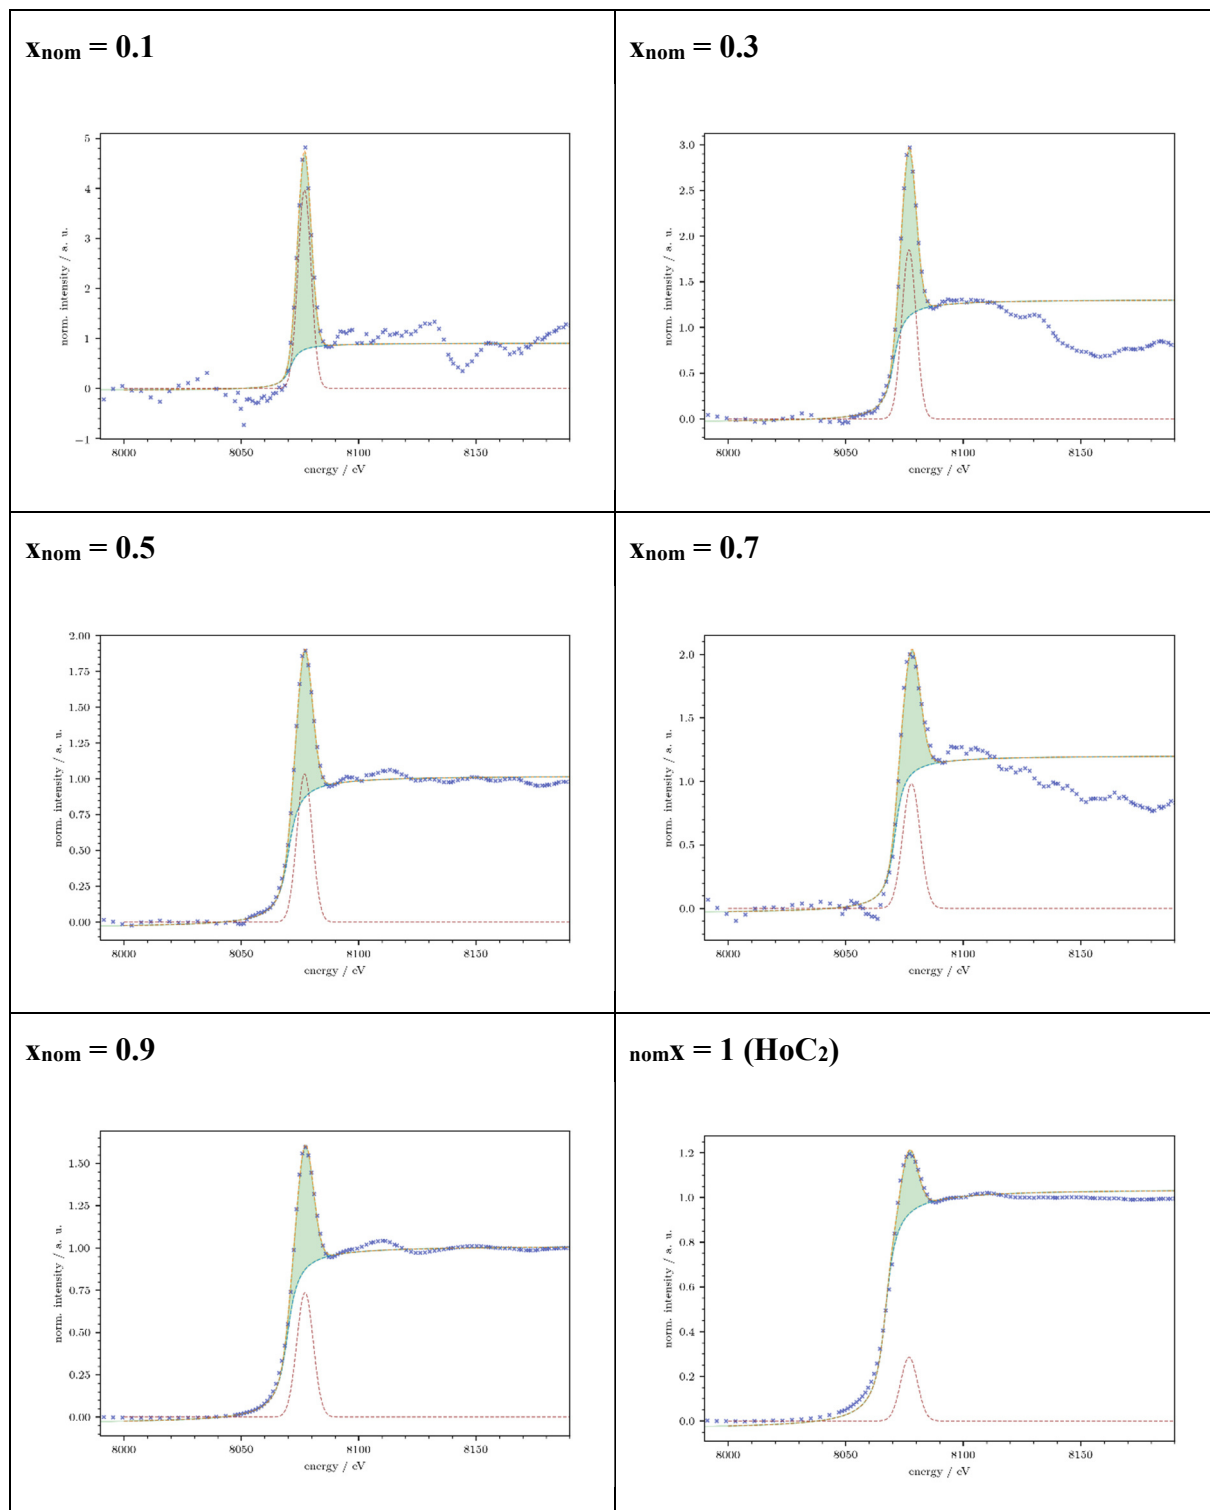 xnom = 0.1
5
4
3
2
1
0
−1
norm. intensity / a. u.
8000 8050 8100 8150
energy / eV
xnom = 0.3
3.0
2.5
2.0
1.5
1.0
0.5
0.0
norm. intensity / a. u.
8000 8050 8100 8150
energy / eV
xnom = 0.5
2.00
1.75
1.50
1.25
1.00
0.75
0.50
0.25
0.00
norm. intensity / a. u.
8000 8050 8100 8150
energy / eV
xnom = 0.7
2.0
1.5
1.0
0.5
0.0
norm. intensity / a. u.
8000 8050 8100 8150
energy / eV
xnom = 0.9
1.50
1.25
1.00
0.75
0.50
0.25
0.00
norm. intensity / a. u.
8000 8050 8100 8150
energy / eV
nomx = 1 (HoC2)
1.2
1.0
0.8
0.6
0.4
0.2
0.0
norm. intensity / a. u.
8000 8050 8100 8150
energy / eV